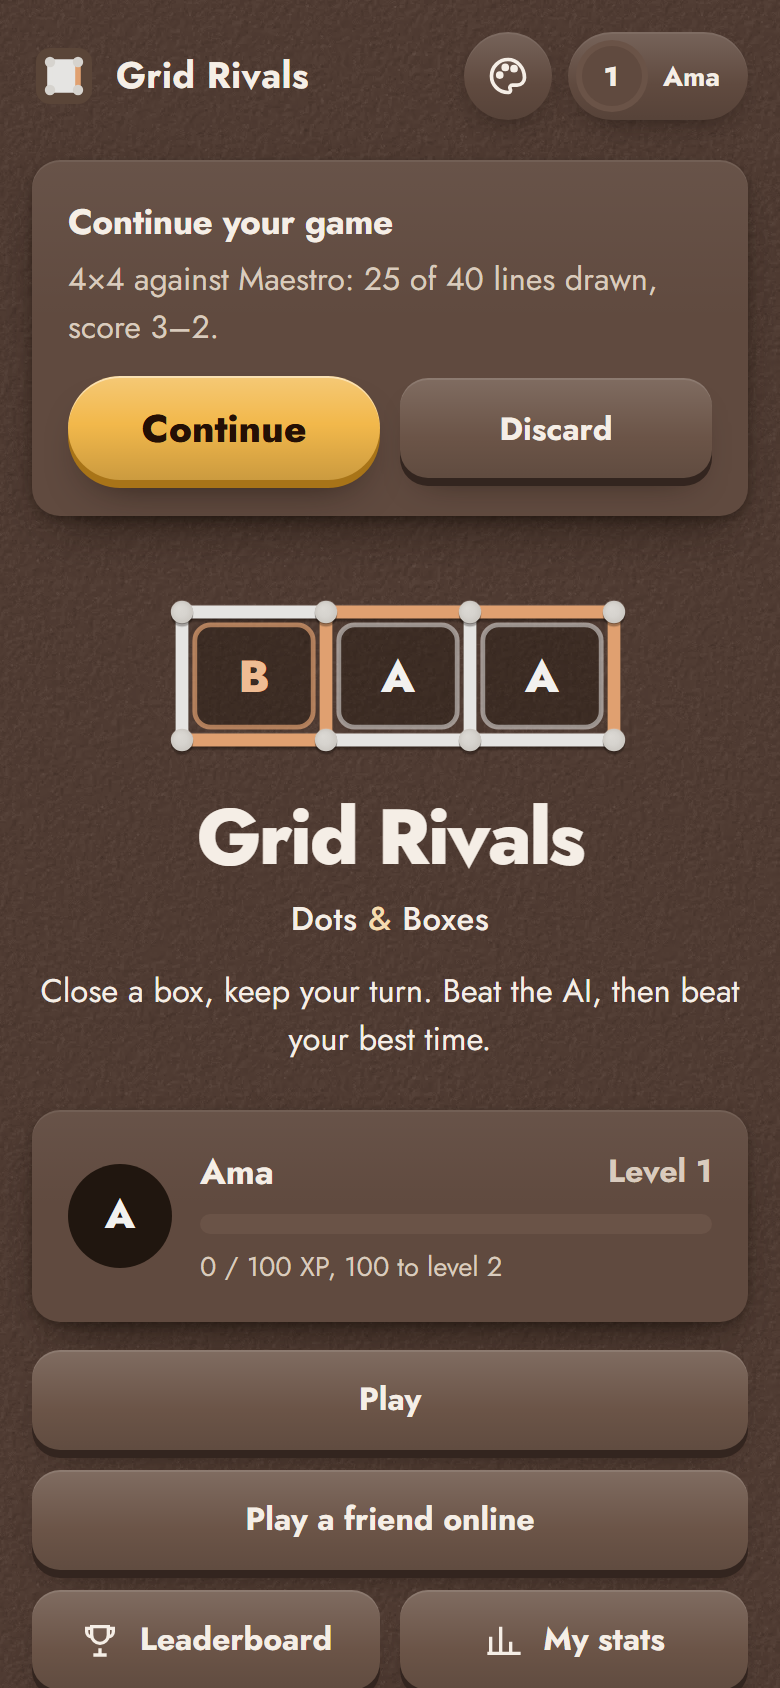 Grid Rivals
1 Ama
Continue your game
4×4 against Maestro: 25 of 40 lines drawn,
score 3–2.
Continue
Discard
B A A
Grid Rivals
Dots & Boxes
Close a box, keep your turn. Beat the AI, then beat
your best time.
A
Ama
Level 1
0 / 100 XP, 100 to level 2
Play
Play a friend online
Leaderboard
My stats